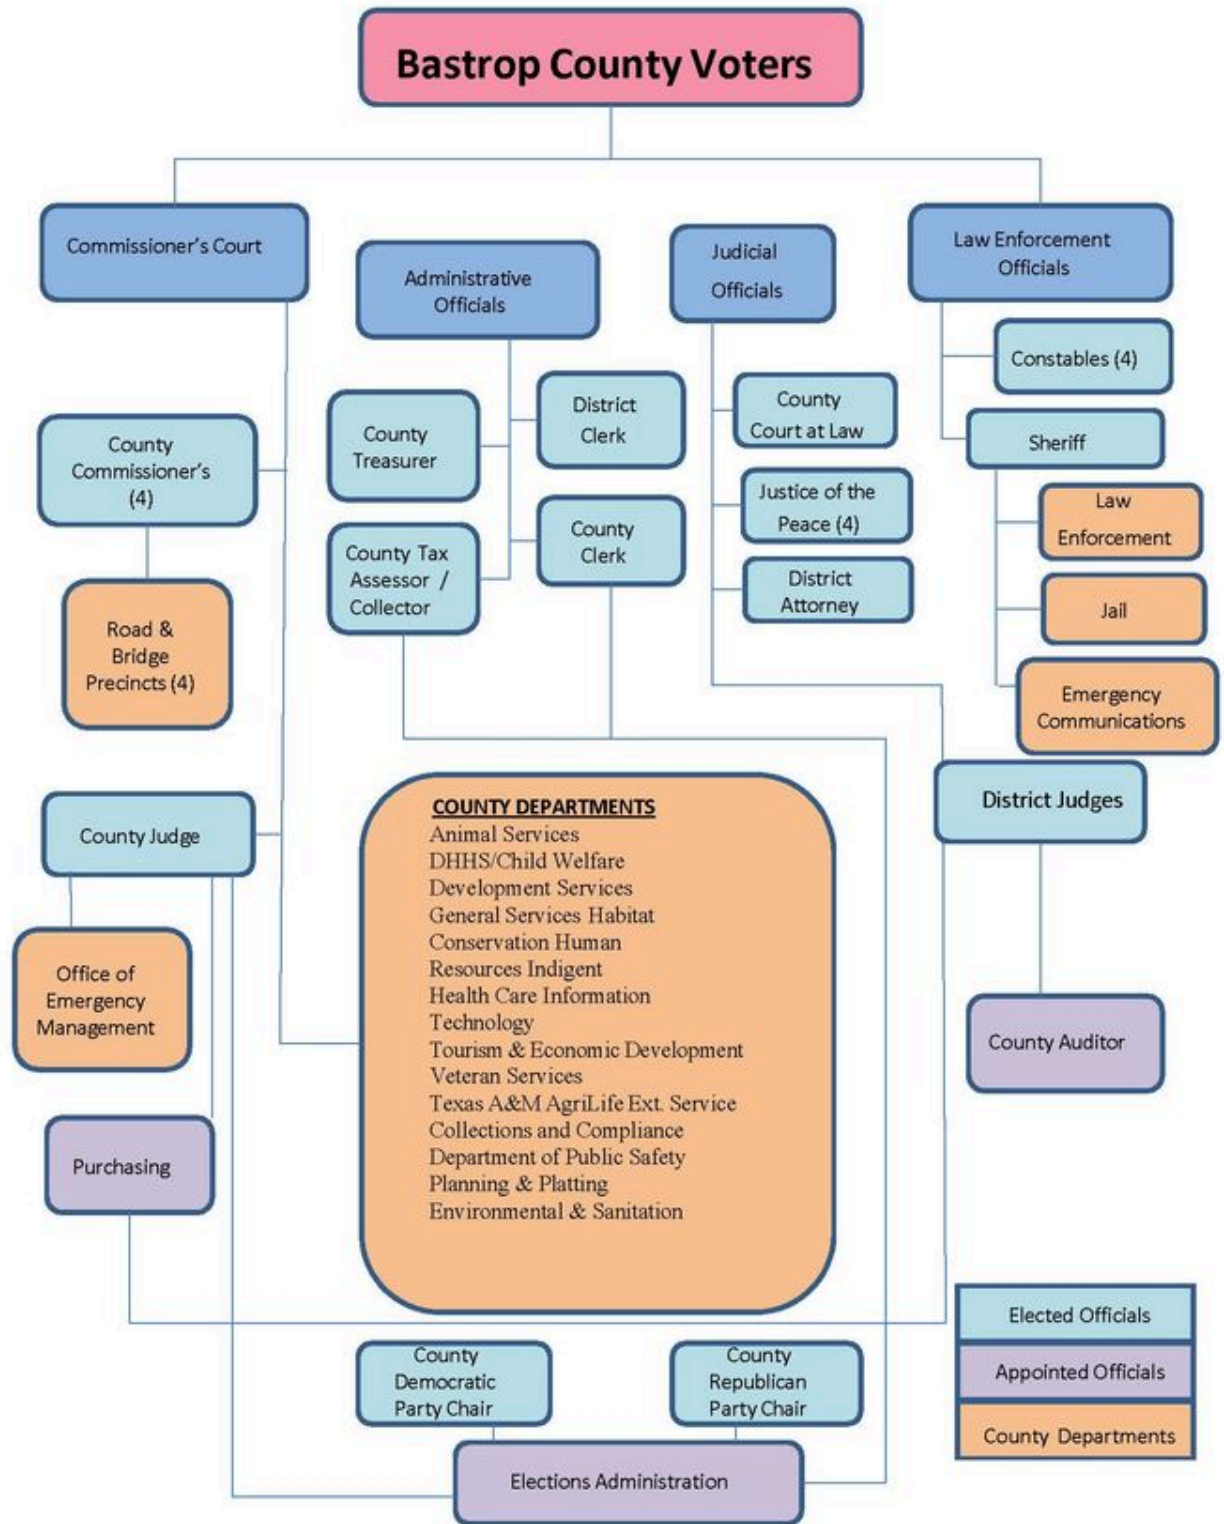 Bastrop County Voters
Commissioner's Court
Administrative
Officials
Judicial
Officials
Law Enforcement
Officials
Constables (4)
Sheriff
Law
Enforcement
Jail
Emergency
Communications
County
Commissioner's
(4)
Road &
Bridge
Precincts (4)
County
Treasurer
District
Clerk
County Tax
Assessor /
Collector
County
Clerk
County
Court at Law
Justice of the
Peace (4)
District
Attorney
County Judge
Office of
Emergency
Management
Purchasing
COUNTY DEPARTMENTS
Animal Services
DHHS/Child Welfare
Development Services
General Services Habitat
Conservation Human
Resources Indigent
Health Care Information
Technology
Tourism & Economic Development
Veteran Services
Texas A&M AgriLife Ext. Service
Collections and Compliance
Department of Public Safety
Planning & Platting
Environmental & Sanitation
District Judges
County Auditor
County
Democratic
Party Chair
County
Republican
Party Chair
Elections Administration
Elected Officials
Appointed Officials
County Departments